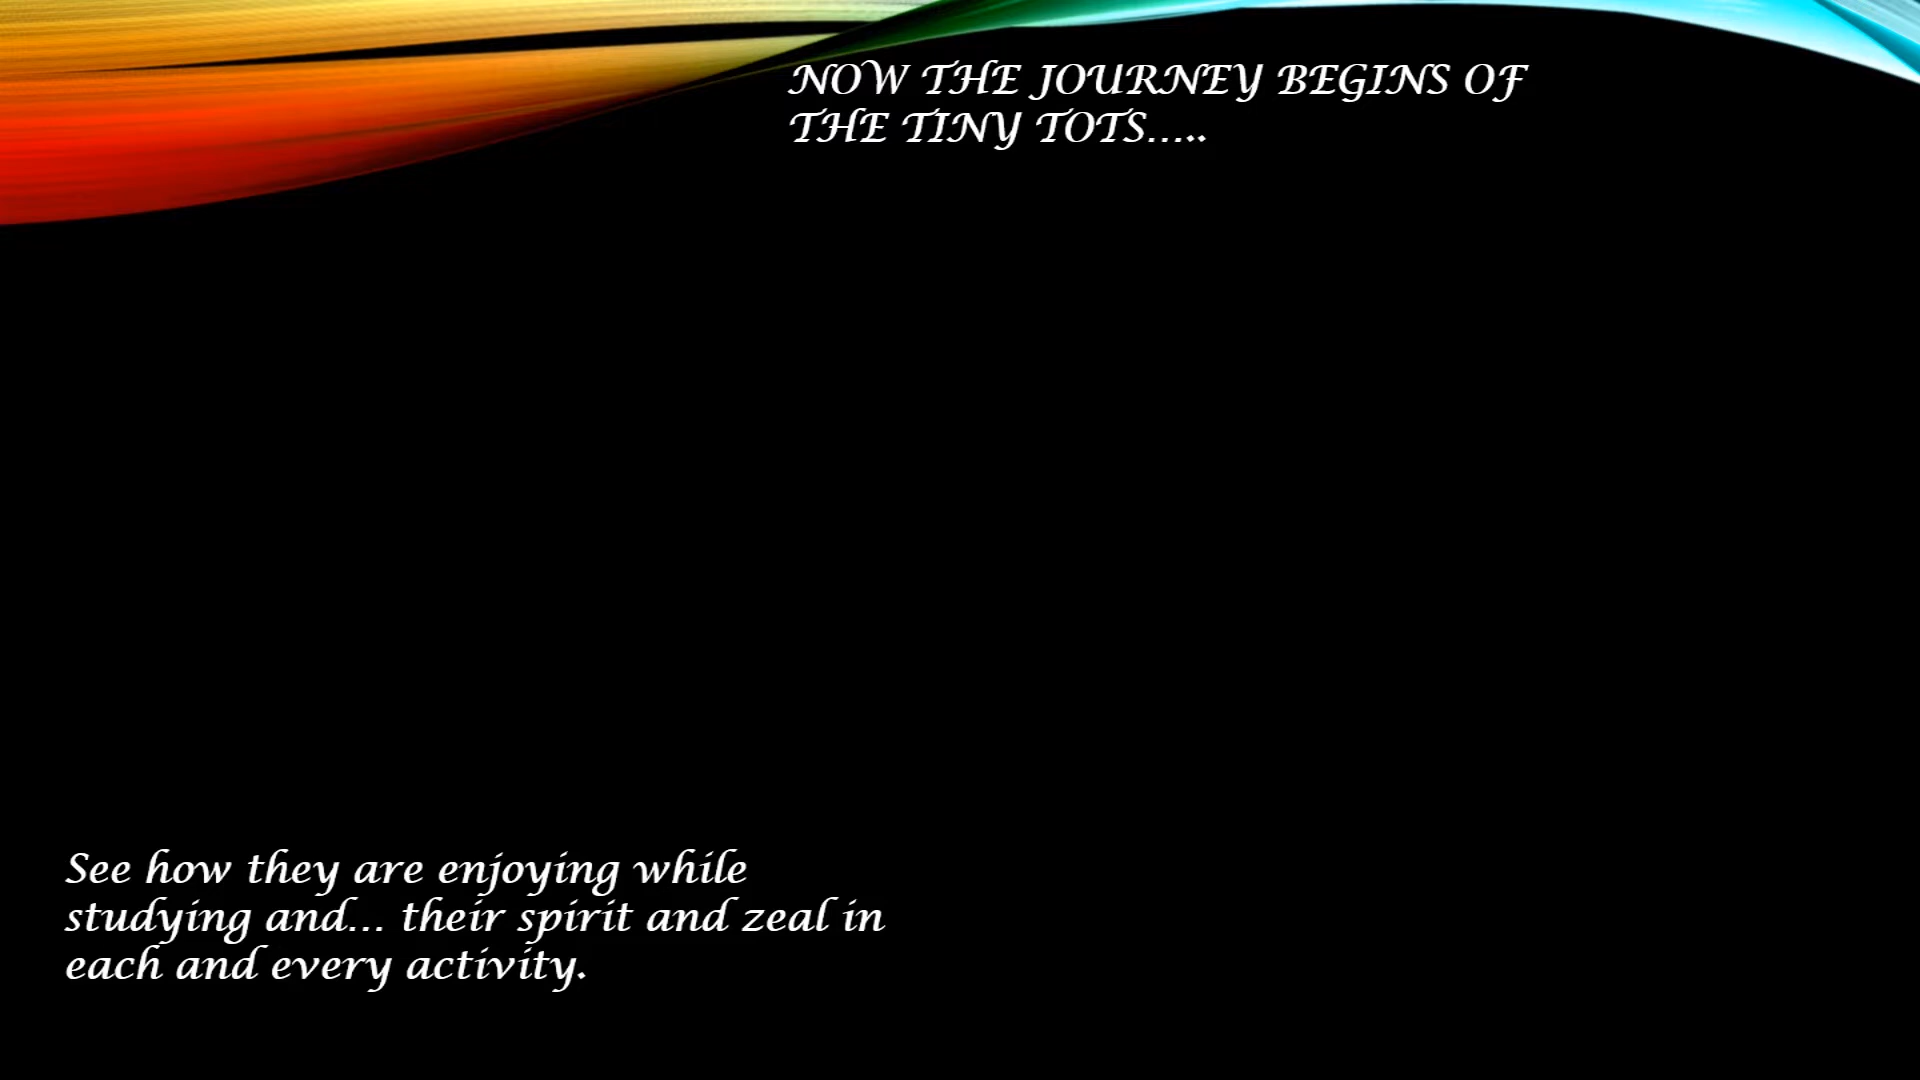 NOW THE JOURNEY BEGINS OF
THE TINY TOTS.....
See how they are enjoying while
studying and... their spirit and zeal in
each and every activity.